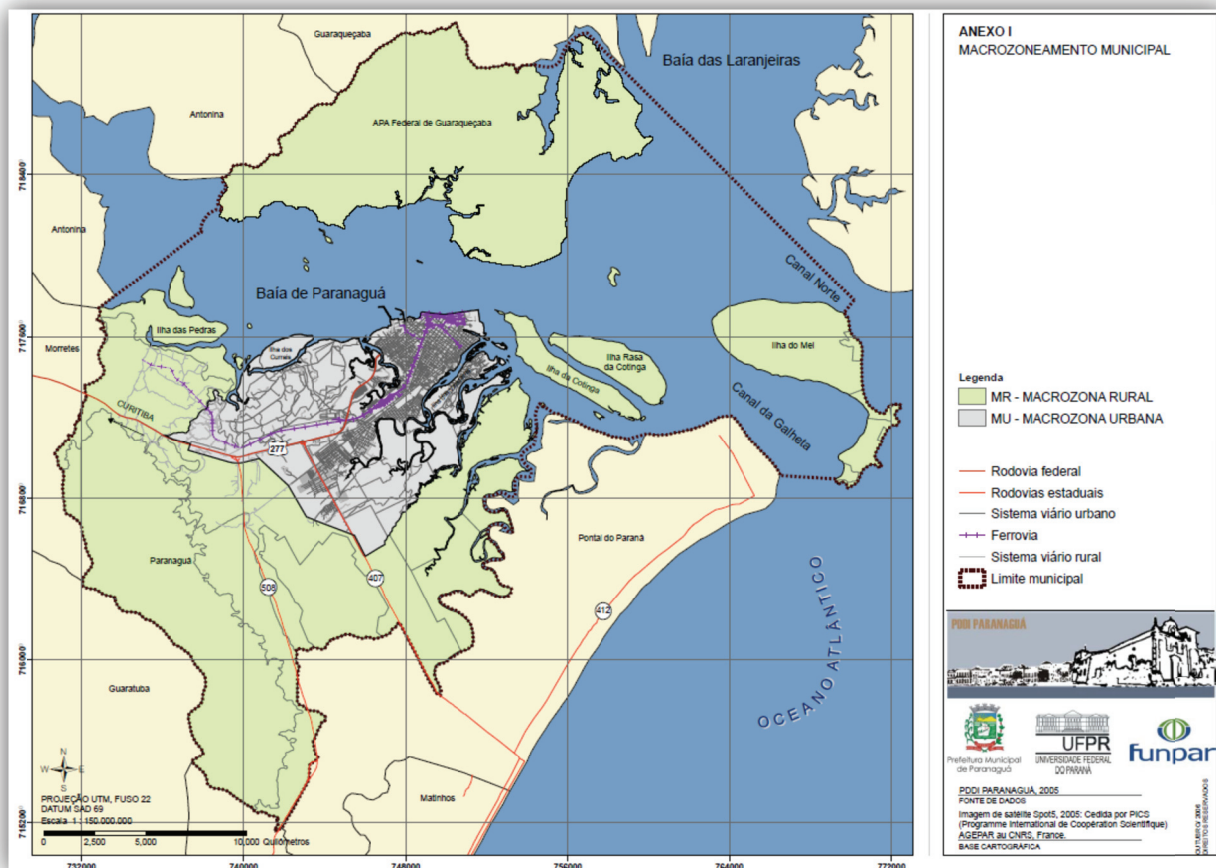 ANEXO I
MACROZONEAMENTO MUNICIPAL
Guaraqueçaba
Baía das Laranjeiras
Antonina
APA Federal de Guaraqueçaba
Antonina
Canal Norte
Baía de Paranaguá
Ilha das Pedras
Morretes
Ilha dos
Currais
Ilha Rasa
da Cotinga
Ilha da Cotinga
Ilha do Mel
Canal da Galheta
CURITIBA
277
Pontal do Paraná
Paranaguá
508
407
412
OCEANO ATLÂNTICO
Guaratuba
Matinhos
N
W E
S
PROJEÇÃO UTM, FUSO 22
DATUM SAD 69
Escala 1 : 150.000.000
0 2,500 5,000 10,000 Quilómetros
732000 740000 748000 756000 764000 772000
Legenda
MR - MACROZONA RURAL
MU - MACROZONA URBANA
Rodovia federal
Rodovias estaduais
Sistema viário urbano
Ferrovia
Sistema viário rural
Limite municipal
PDDI PARANAGUÁ
Prefeitura Municipal
de Paranaguá
UFPR
UNIVERSIDADE FEDERAL
DO PARANÁ
funpar
PDDI PARANAGUÁ, 2005
FONTE DE DADOS
Imagem de satélite Spot5, 2005: Cedida por PICS
(Programme International de Coopération Scientifique)
AGEPAR au CNRS, France.
BASE CARTOGRÁFICA
OUTUBRO/ 2006
DIREITOS RESERVADOS